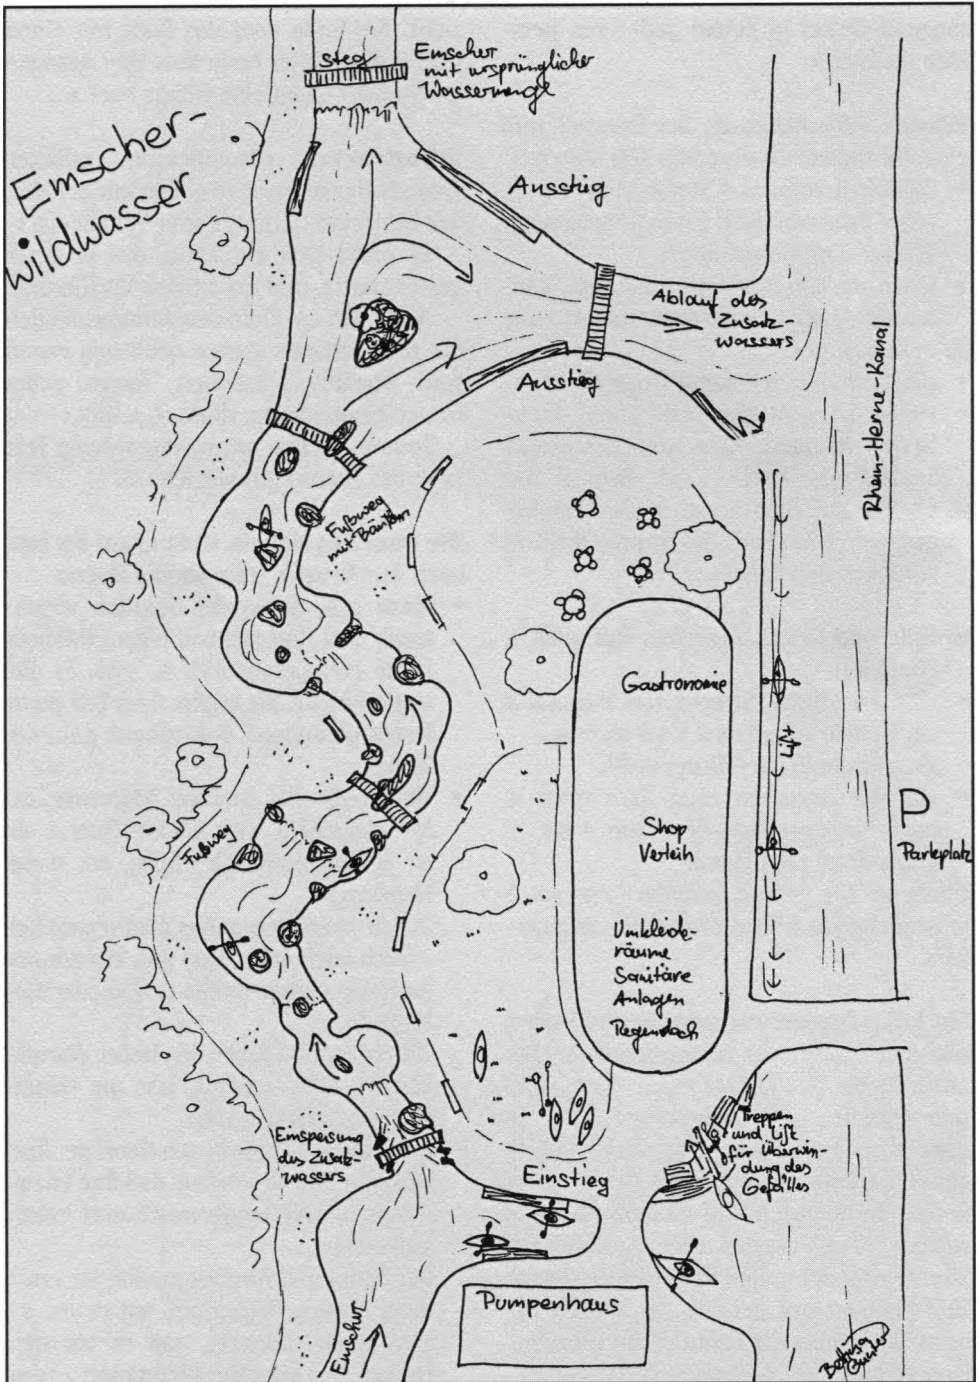 Emscher-
wildwasser
Steg
Emscher
mit ursprünglicher
Wassermenge
Ausstieg
Ablauf des
Zusatz-
wassers
Ausstieg
Rhein-Herne-Kanal
Fußweg
mit Bänken
Gastronomie
Lift
Shop
Verleih
P
Parkplatz
Fußweg
Umkleide-
räume
Sanitäre
Anlagen
Regendach
Einspeisung
des Zusatz-
wassers
Treppen
und Lift
für Überwin-
dung des
Gefälles
Einstieg
Pumpenhaus
Emscher
Bettina